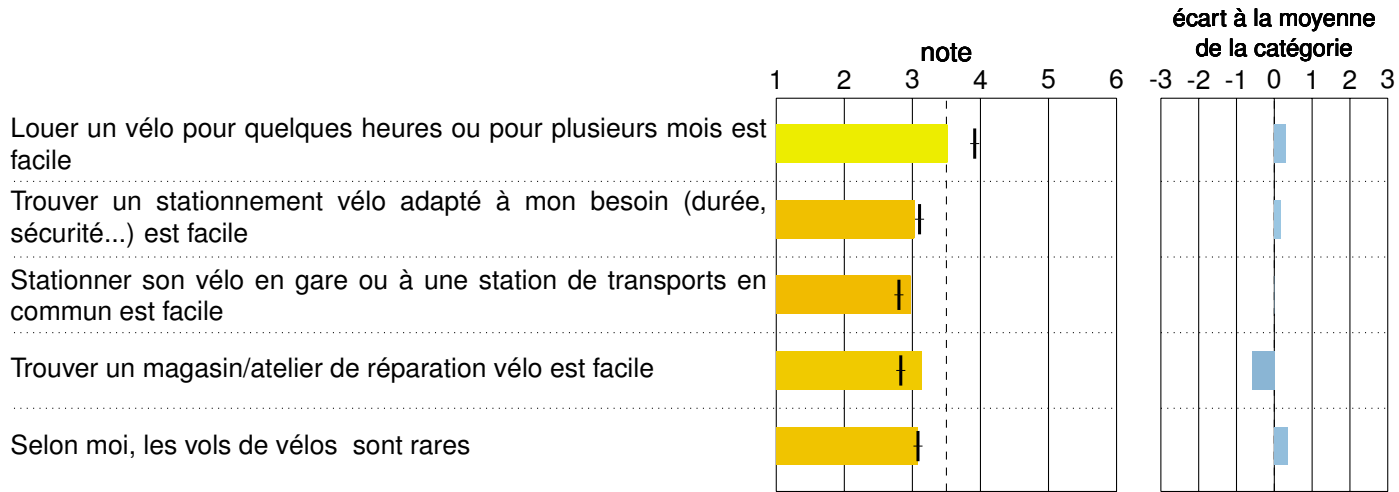 écart à la moyenne
note
de la catégorie
1 2 3 4 5 6
-3 -2 -1 0 1 2 3
Louer un vélo pour quelques heures ou pour plusieurs mois est
facile
Trouver un stationnement vélo adapté à mon besoin (durée,
sécurité...) est facile
Stationner son vélo en gare ou à une station de transports en
commun est facile
Trouver un magasin/atelier de réparation vélo est facile
Selon moi, les vols de vélos sont rares